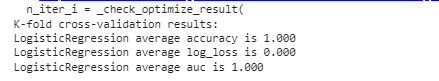 n_iter_i = _check_optimize_result(
K-fold cross-validation results:
LogisticRegression average accuracy is 1.000
LogisticRegression average log_loss is 0.000
LogisticRegression average auc is 1.000